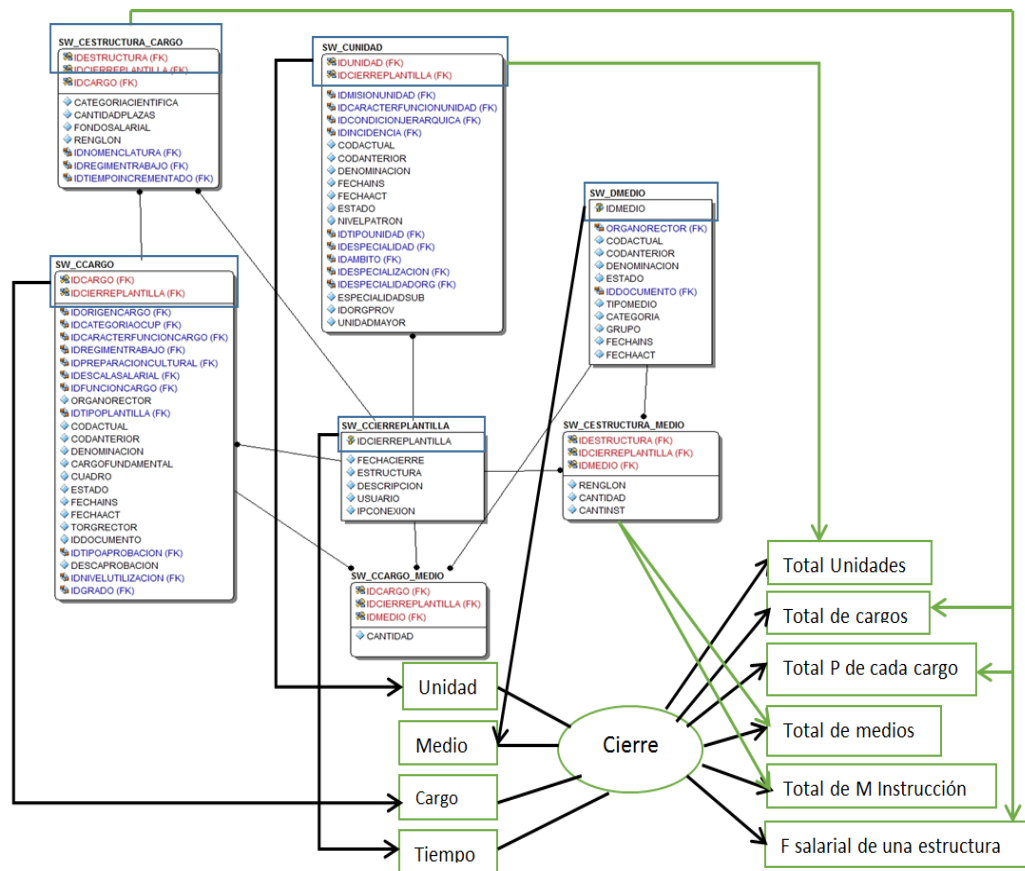 SW_CESTRUCTURA_CARGO
IDESTRUCTURA (FK)
IDCIERREPLANTILLA (FK)
IDCARGO (FK)
CATEGORIACIENTIFICA
CANTIDADPLAZAS
FONDOSALARIAL
RENGLON
IDNOMENCLATURA (FK)
IDREGIMENTRABAJO (FK)
IDTIEMPOINCREMENTADO (FK)
SW_CUNIDAD
IDUNIDAD (FK)
IDCIERREPLANTILLA (FK)
IDMISIONUNIDAD (FK)
IDCARACTERFUNCIONUNIDAD (FK)
IDCONDICIONJERARQUICA (FK)
IDINCIDENCIA (FK)
CODACTUAL
CODANTERIOR
DENOMINACION
FECHAINS
FECHAACT
ESTADO
NIVELPATRON
IDTIPOUNIDAD (FK)
IDESPECIALIDAD (FK)
IDAMBITO (FK)
IDESPECIALIZACION (FK)
IDESPECIALIDADORG (FK)
ESPECIALIDADSUB
IDORGPROV
UNIDADMAYOR
SW_DMEDIO
IDMEDIO
ORGANORECTOR (FK)
CODACTUAL
CODANTERIOR
DENOMINACION
ESTADO
IDDOCUMENTO (FK)
TIPOMEDIO
CATEGORIA
GRUPO
FECHAINS
FECHAACT
SW_CCARGO
IDCARGO (FK)
IDCIERREPLANTILLA (FK)
IDORIGENCARGO (FK)
IDCATEGORIAOCUP (FK)
IDCARACTERFUNCIONCARGO (FK)
IDREGIMENTRABAJO (FK)
IDPREPARACIONCULTURAL (FK)
IDESCALASALARIAL (FK)
IDFUNCIONCARGO (FK)
ORGANORECTOR
IDTIPOPLANTILLA (FK)
CODACTUAL
CODANTERIOR
DENOMINACION
CARGOFUNDAMENTAL
CUADRO
ESTADO
FECHAINS
FECHAACT
TORGRECTOR
IDDOCUMENTO
IDTIPOAPROBACION (FK)
DESCAPROBACION
IDNIVELUTILIZACION (FK)
IDGRADO (FK)
SW_CCIERREPLANTILLA
IDCIERREPLANTILLA
FECHACIERRE
ESTRUCTURA
DESCRIPCION
USUARIO
IPCONEXION
SW_CESTRUCTURA_MEDIO
IDESTRUCTURA (FK)
IDCIERREPLANTILLA (FK)
IDMEDIO (FK)
RENGLON
CANTIDAD
CANTINST
SW_CCARGO_MEDIO
IDCARGO (FK)
IDCIERREPLANTILLA (FK)
IDMEDIO (FK)
CANTIDAD
Unidad
Medio
Cargo
Tiempo
Cierre
Total Unidades
Total de cargos
Total P de cada cargo
Total de medios
Total de M Instrucción
F salarial de una estructura